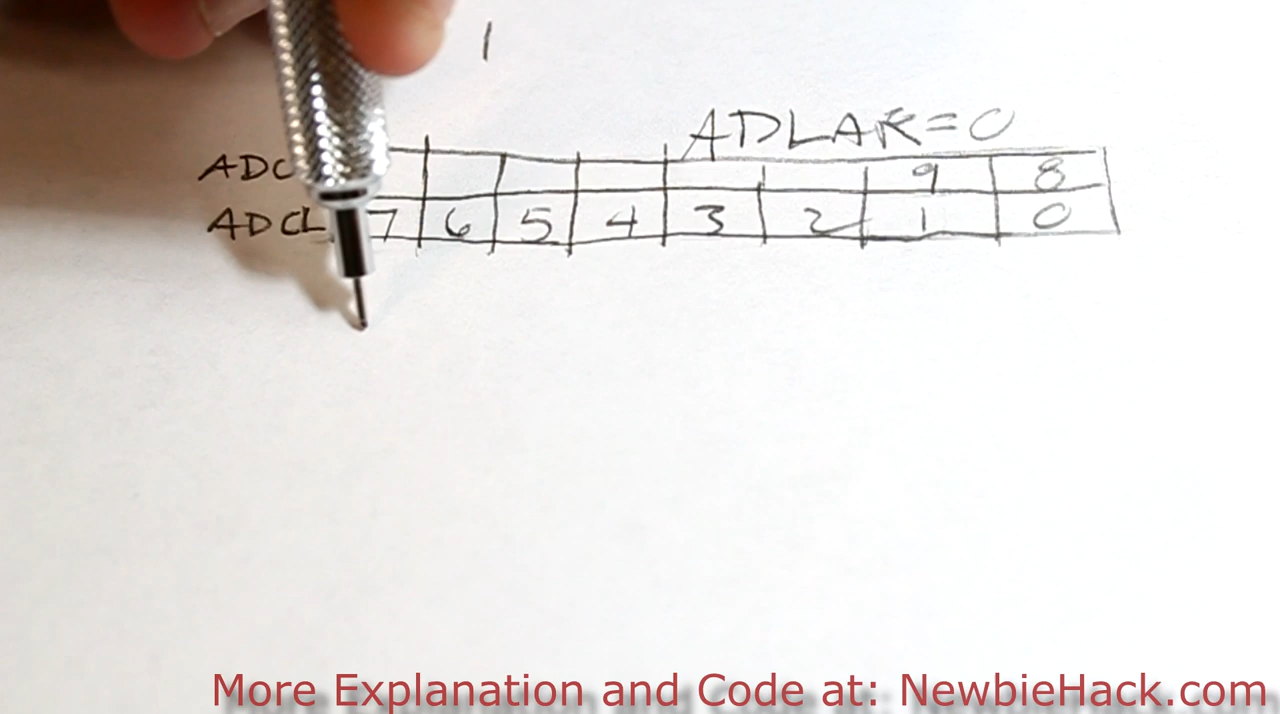 1
ADLAR=0
ADC 9 8
ADCL 7 6 5 4 3 2 1 0
More Explanation and Code at: NewbieHack.com